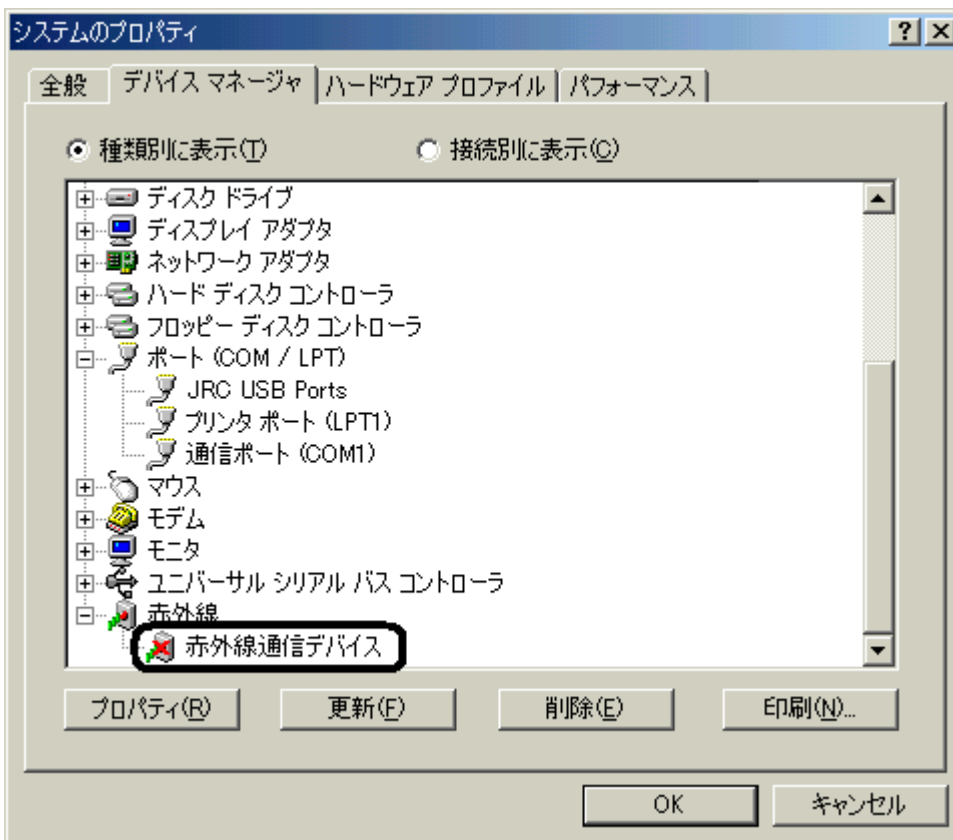 システムのプロパティ
全般 デバイス マネージャ ハードウェア プロファイル パフォーマンス
種類別に表示(T) 接続別に表示(C)
ディスク ドライブ
ディスプレイ アダプタ
ネットワーク アダプタ
ハード ディスク コントローラ
フロッピー ディスク コントローラ
ポート (COM / LPT)
JRC USB Ports
プリンタ ポート (LPT1)
通信ポート (COM1)
マウス
モデム
モニタ
ユニバーサル シリアル バス コントローラ
赤外線
赤外線通信デバイス
プロパティ(R) 更新(F) 削除(E) 印刷(N)...
OK キャンセル